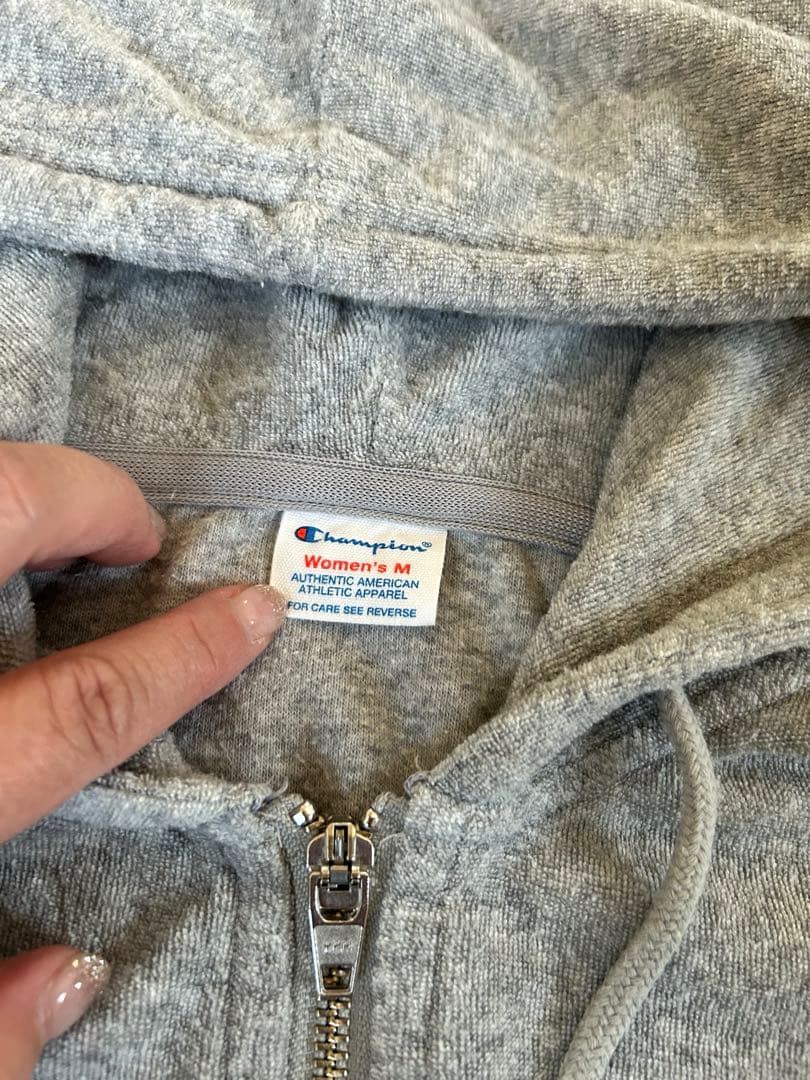 Champion®
Women's M
AUTHENTIC AMERICAN
ATHLETIC APPAREL
FOR CARE SEE REVERSE